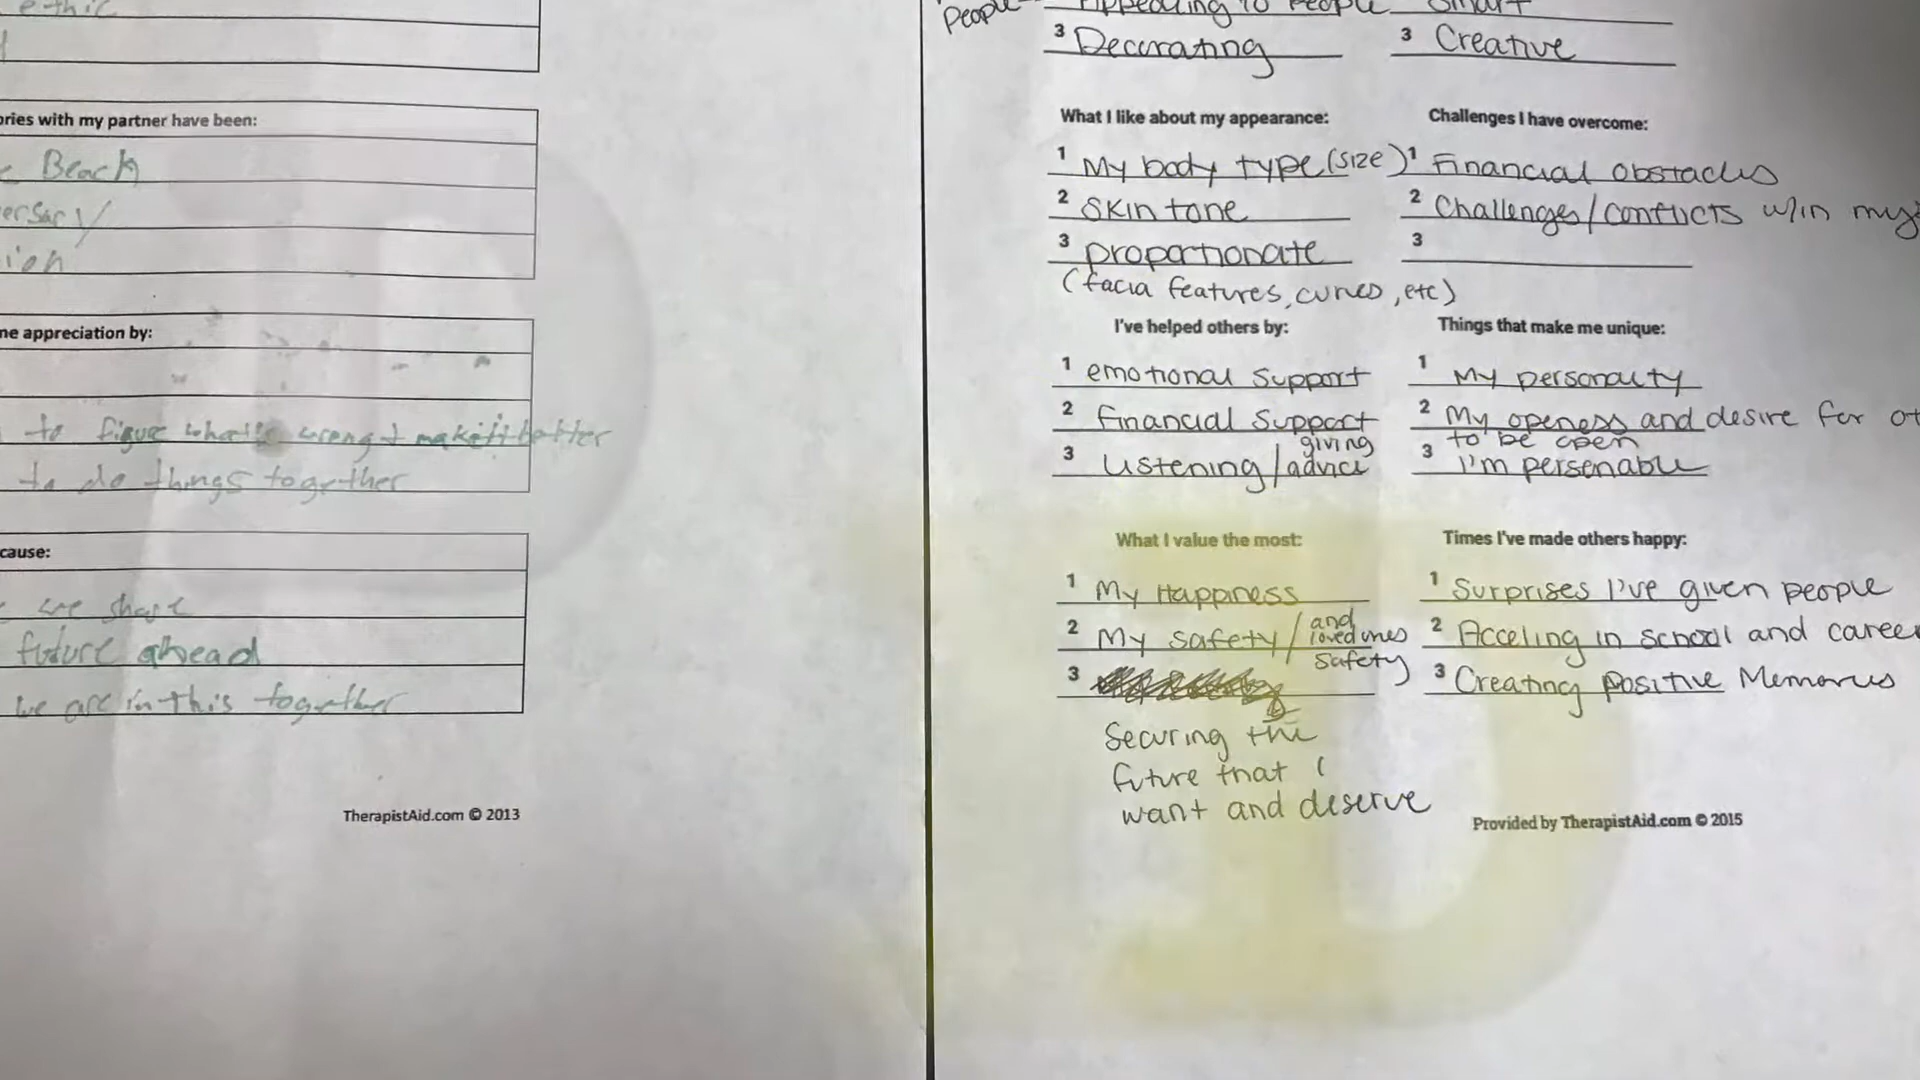 ethic
ories with my partner have been:
Beach
ersary
ion
me appreciation by:
to figure what's wrong + make it better
to do things together
cause:
we share
future ahead
we are in this together
TherapistAid.com © 2013
People
Appealing to People Smart
3 Decorating 3 Creative
What I like about my appearance: Challenges I have overcome:
1 My body type (size) 1 Financial obstacles
2 Skin tone 2 Challenges/conflicts w/in my
3 proportionate 3
(facia features, curves, etc)
I've helped others by: Things that make me unique:
1 emotional support 1 My personality
2 financial support 2 My openess and desire for ot
giving to be open
3 Listening/advice 3 I'm personable
What I value the most: Times I've made others happy:
1 My Happiness 1 Surprises I've given people
2 My safety/and loved ones safety 2 Acceling in school and career
3 3 Creating positive Memories
Securing the
future that I
want and deserve
Provided by TherapistAid.com © 2015